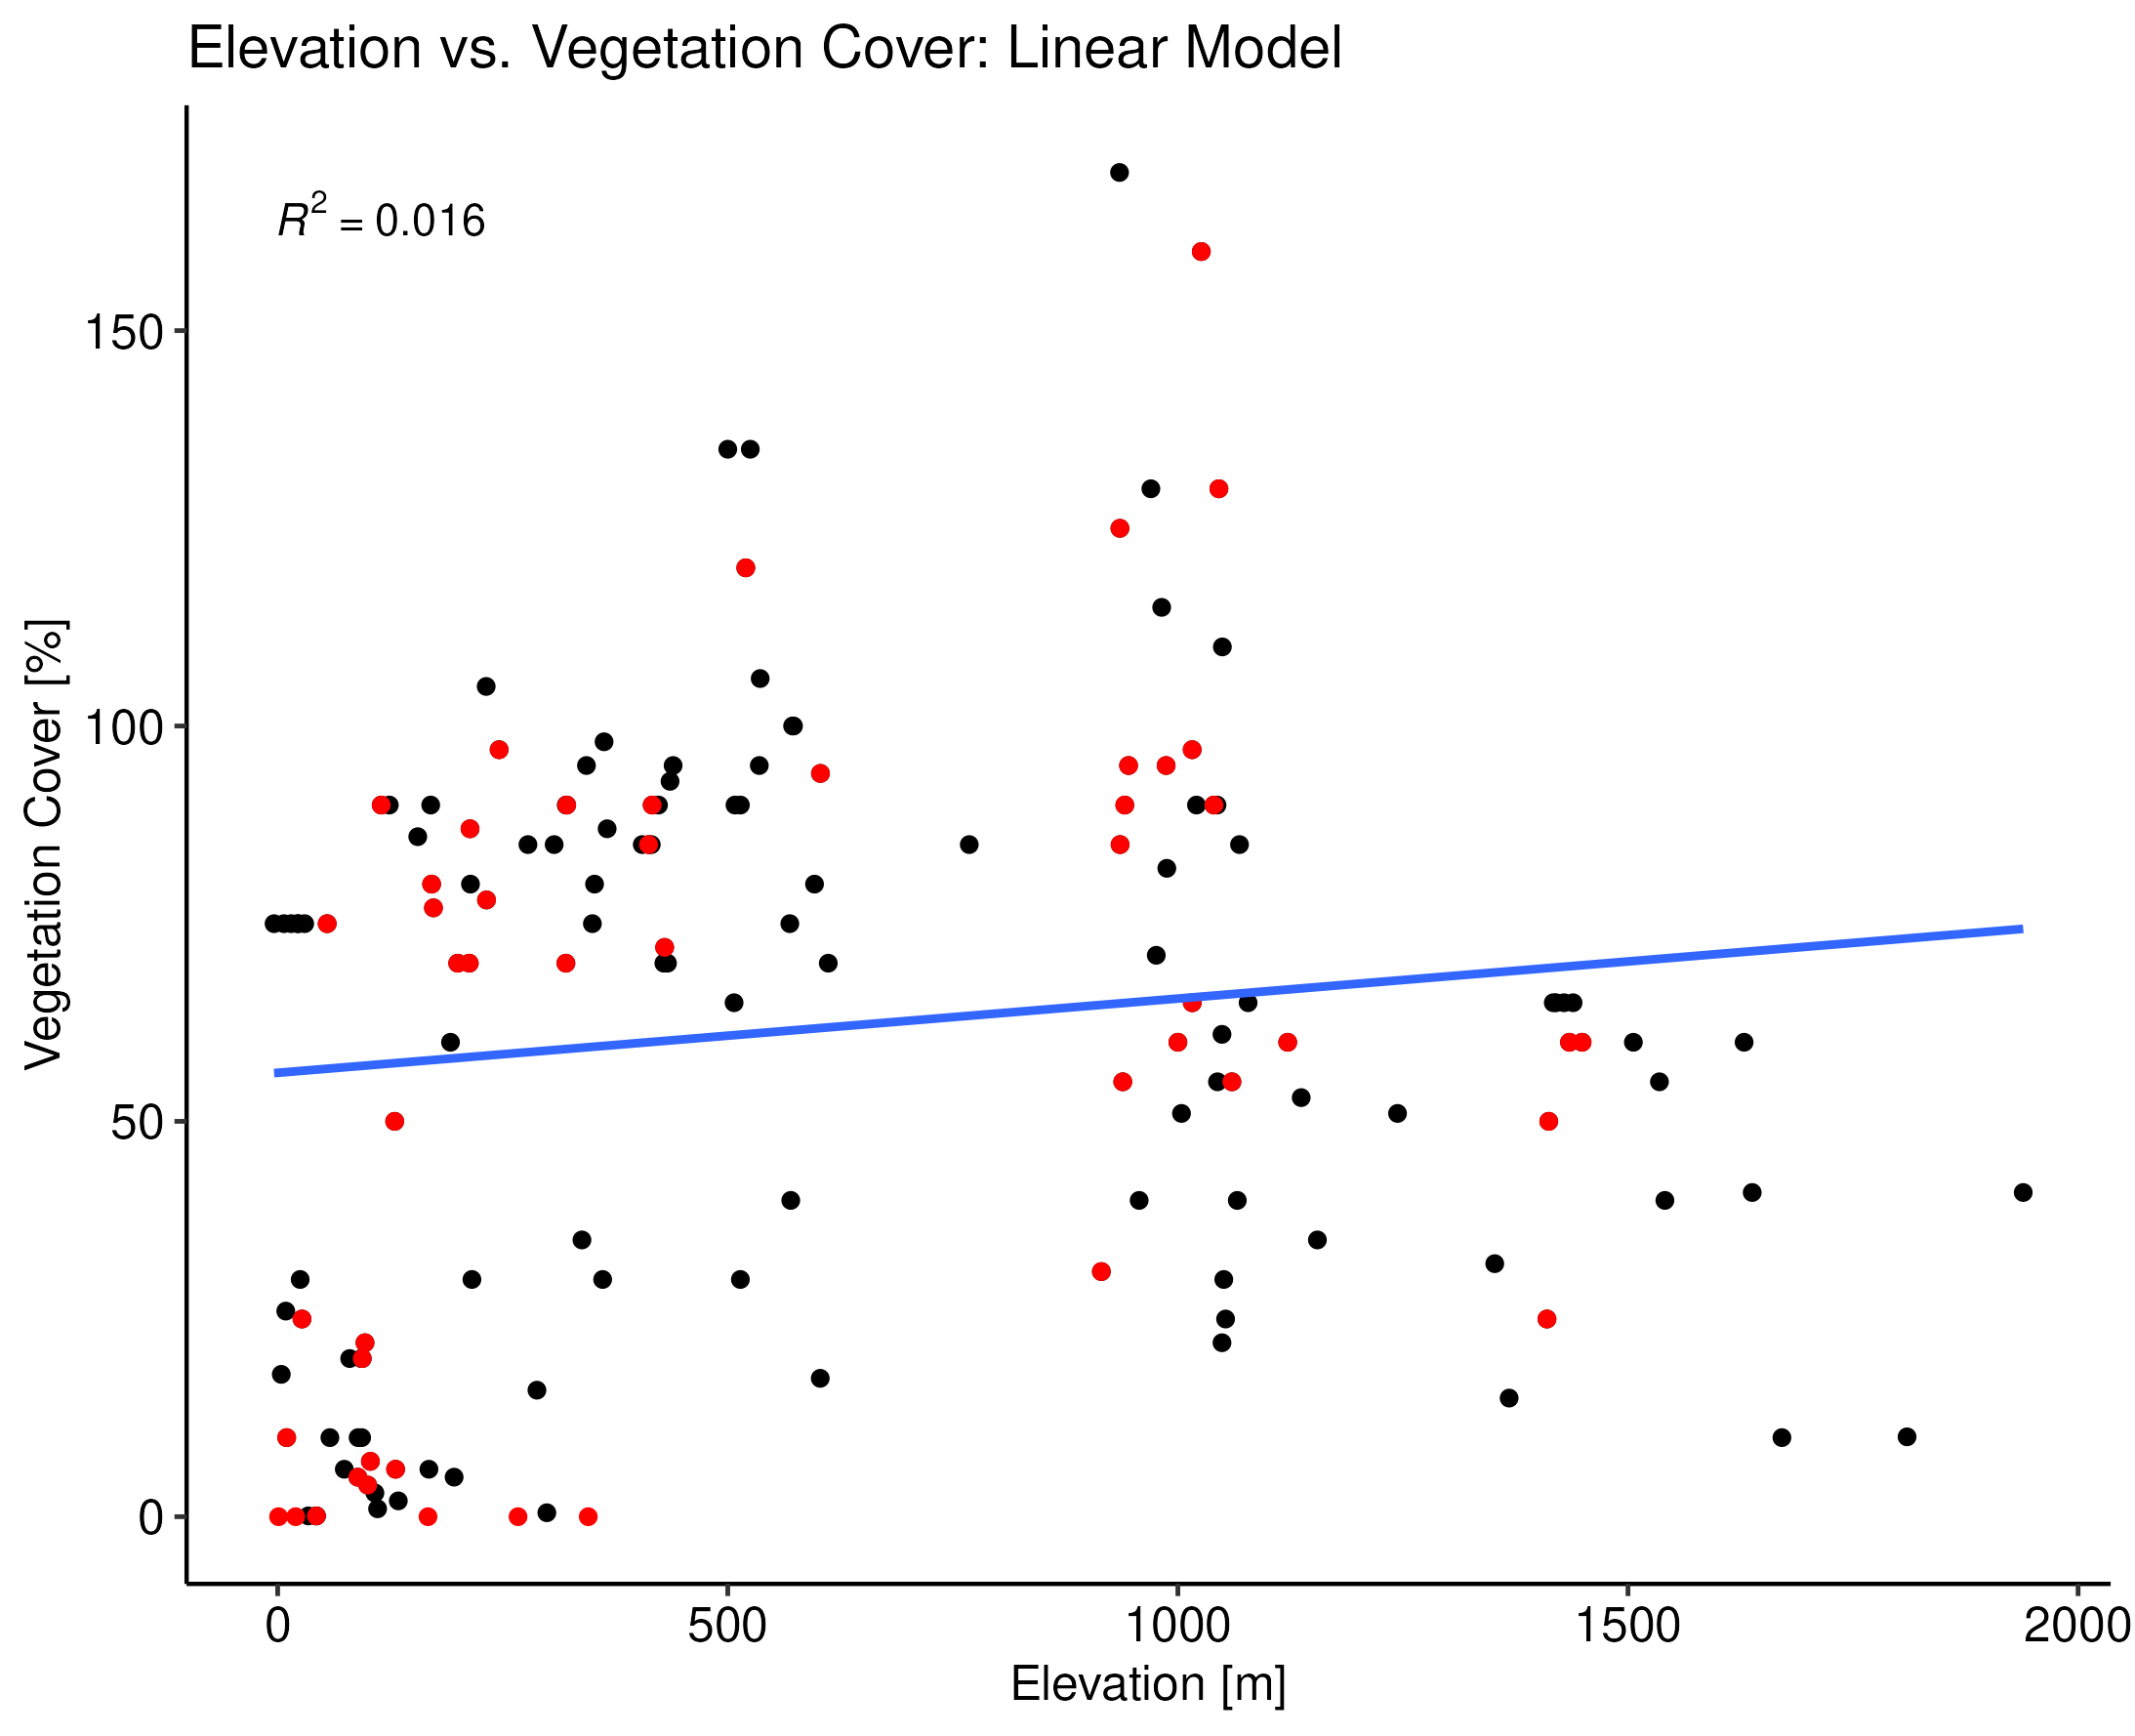 Elevation vs. Vegetation Cover: Linear Model
R² = 0.016
Vegetation Cover [%]
150
100
50
0
0 500 1000 1500 2000
Elevation [m]